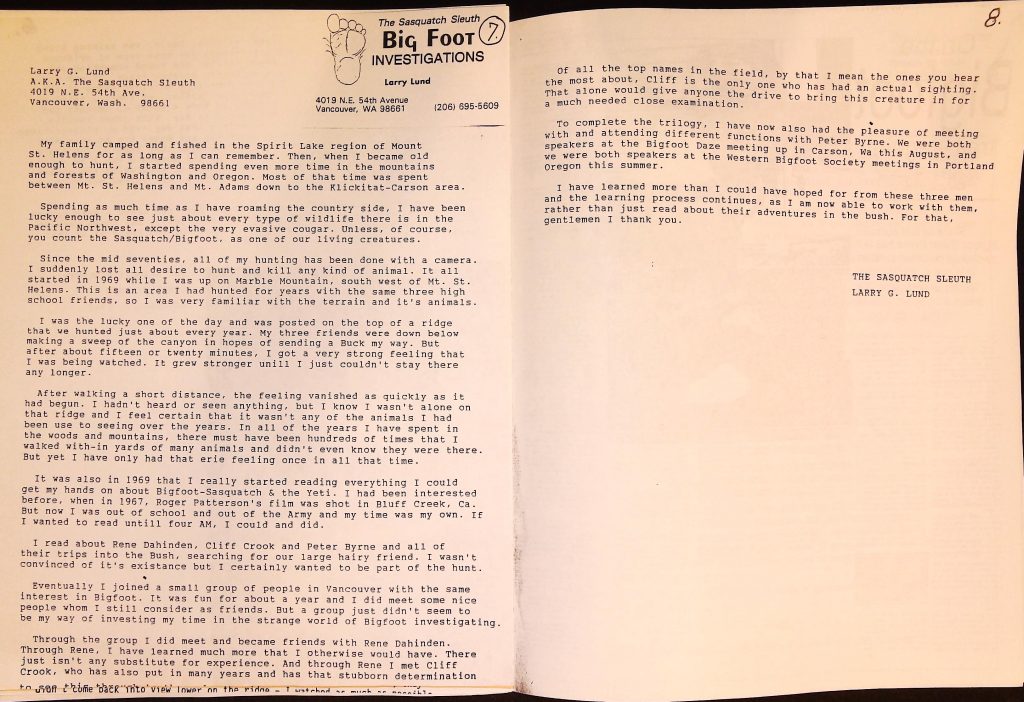 Larry G. Lund
A.K.A. The Sasquatch Sleuth
4019 N.E. 54th Ave.
Vancouver, Wash. 98661
The Sasquatch Sleuth
Big Foot
INVESTIGATIONS
7.
Larry Lund
4019 N.E. 54th Avenue
Vancouver, WA 98661
(206) 695-5609
My family camped and fished in the Spirit Lake region of Mount
St. Helens for as long as I can remember. Then, when I became old
enough to hunt, I started spending even more time in the mountains
and forests of Washington and Oregon. Most of that time was spent
between Mt. St. Helens and Mt. Adams down to the Klickitat-Carson area.
Spending as much time as I have roaming the country side, I have been
lucky enough to see just about every type of wildlife there is in the
Pacific Northwest, except the very evasive cougar. Unless, of course,
you count the Sasquatch/Bigfoot, as one of our living creatures.
Since the mid seventies, all of my hunting has been done with a camera.
I suddenly lost all desire to hunt and kill any kind of animal. It all
started in 1969 while I was up on Marble Mountain, south west of Mt. St.
Helens. This is an area I had hunted for years with the same three high
school friends, so I was very familiar with the terrain and it's animals.
I was the lucky one of the day and was posted on the top of a ridge
that we hunted just about every year. My three friends were down below
making a sweep of the canyon in hopes of sending a Buck my way. But
after about fifteen or twenty minutes, I got a very strong feeling that
I was being watched. It grew stronger unill I just couldn't stay there
any longer.
After walking a short distance, the feeling vanished as quickly as it
had begun. I hadn't heard or seen anything, but I know I wasn't alone on
that ridge and I feel certain that it wasn't any of the animals I had
been use to seeing over the years. In all of the years I have spent in
the woods and mountains, there must have been hundreds of times that I
walked with-in yards of many animals and didn't even know they were there.
But yet I have only had that erie feeling once in all that time.
It was also in 1969 that I really started reading everything I could
get my hands on about Bigfoot-Sasquatch & the Yeti. I had been interested
before, when in 1967, Roger Patterson's film was shot in Bluff Creek, Ca.
But now I was out of school and out of the Army and my time was my own. If
I wanted to read untill four AM, I could and did.
I read about Rene Dahinden, Cliff Crook and Peter Byrne and all of
their trips into the Bush, searching for our large hairy friend. I wasn't
convinced of it's existance but I certainly wanted to be part of the hunt.
Eventually I joined a small group of people in Vancouver with the same
interest in Bigfoot. It was fun for about a year and I did meet some nice
people whom I still consider as friends. But a group just didn't seem to
be my way of investing my time in the strange world of Bigfoot investigating.
Through the group I did meet and became friends with Rene Dahinden.
Through Rene, I have learned much more that I otherwise would have. There
just isn't any substitute for experience. And through Rene I met Cliff
Crook, who has also put in many years and has that stubborn determination
come back into view lower on the ridge - I watched as much as possible
8.
Of all the top names in the field, by that I mean the ones you hear
the most about, Cliff is the only one who has had an actual sighting.
That alone would give anyone the drive to bring this creature in for
a much needed close examination.
To complete the trilogy, I have now also had the pleasure of meeting
with and attending different functions with Peter Byrne. We were both
speakers at the Bigfoot Daze meeting up in Carson, Wa this August, and
we were both speakers at the Western Bigfoot Society meetings in Portland
Oregon this summer.
I have learned more than I could have hoped for from these three men
and the learning process continues, as I am now able to work with them,
rather than just read about their adventures in the bush. For that,
gentlemen I thank you.
THE SASQUATCH SLEUTH
LARRY G. LUND